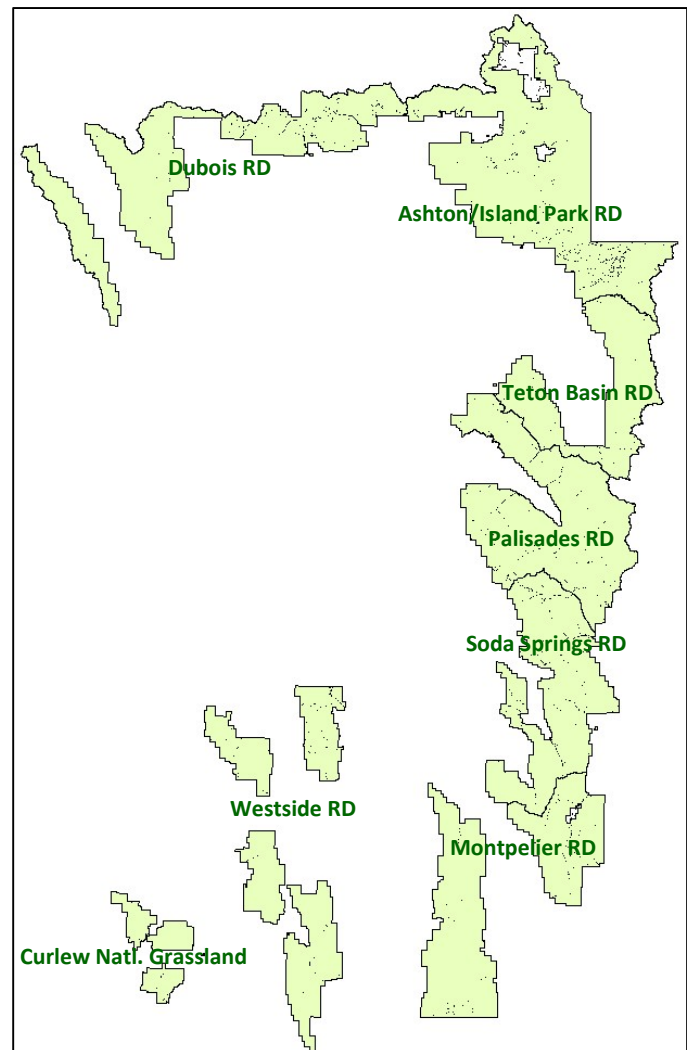 Dubois RD
Ashton/Island Park RD
Teton Basin RD
Palisades RD
Soda Springs RD
Westside RD
Montpelier RD
Curlew Natl. Grassland